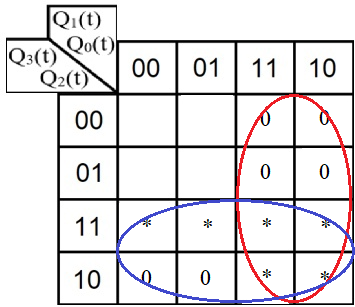 Q1(t)
Q0(t)
Q3(t)
Q2(t)
00 01 11 10
00 0 0
01 0 0
11 * * * *
10 0 0 * *